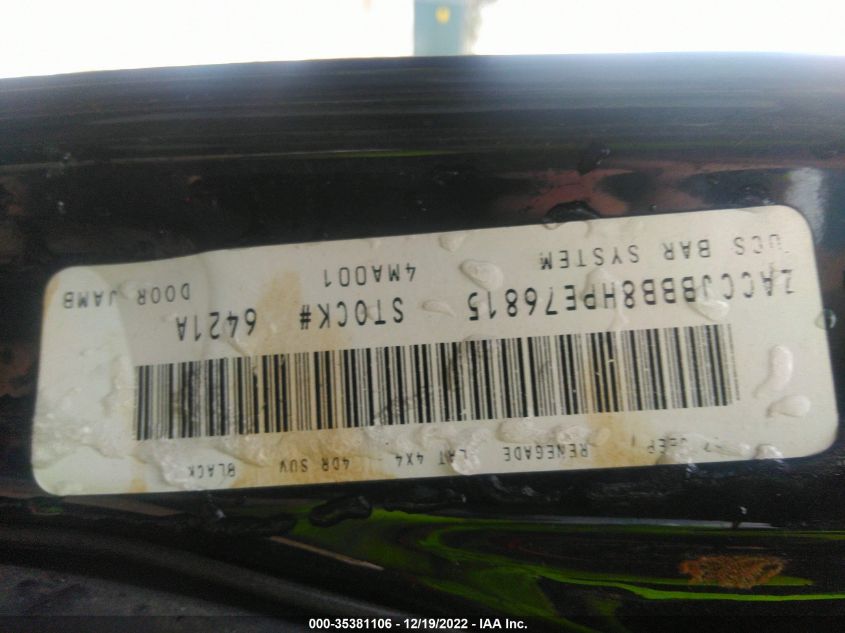 JEEP RENEGADE LAT 4X4 4DR SUV BLACK
ZACCJBBB8HPE76815 STOCK# 6421A
UCS BAR SYSTEM 4MA001 DOOR JAMB
000-35381106 - 12/19/2022 - IAA Inc.